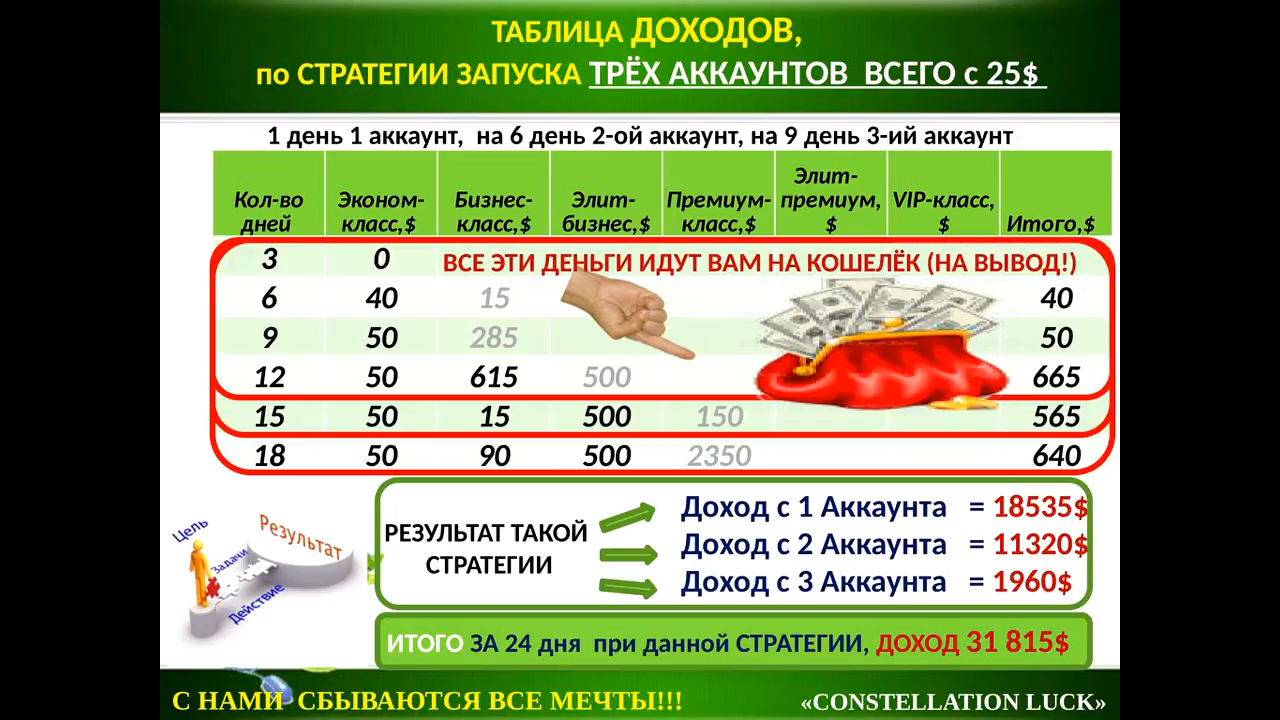 ТАБЛИЦА ДОХОДОВ,
по СТРАТЕГИИ ЗАПУСКА ТРЁХ АККАУНТОВ ВСЕГО с 25$
1 день 1 аккаунт, на 6 день 2-ой аккаунт, на 9 день 3-ий аккаунт
Кол-во дней Эконом-класс,$ Бизнес-класс,$ Элит-бизнес,$ Премиум-класс,$ Элит-премиум,$ VIP-класс,$ Итого,$
3 0 ВСЕ ЭТИ ДЕНЬГИ ИДУТ ВАМ НА КОШЕЛЁК (НА ВЫВОД!)
6 40 15 40
9 50 285 50
12 50 615 500 665
15 50 15 500 150 565
18 50 90 500 2350 640
Цель
Задачи
Действие
Результат
РЕЗУЛЬТАТ ТАКОЙ
СТРАТЕГИИ
Доход с 1 Аккаунта = 18535$
Доход с 2 Аккаунта = 11320$
Доход с 3 Аккаунта = 1960$
ИТОГО ЗА 24 дня при данной СТРАТЕГИИ, ДОХОД 31 815$
С НАМИ СБЫВАЮТСЯ ВСЕ МЕЧТЫ!!! «CONSTELLATION LUCK»